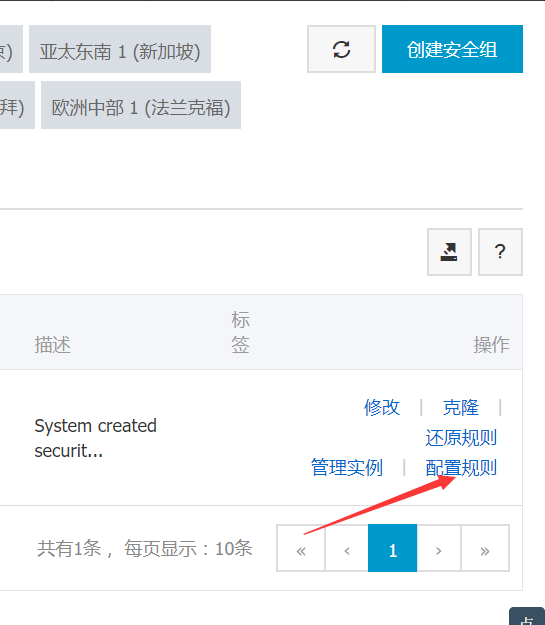 亚太东南 1 (新加坡)
创建安全组
拜)
欧洲中部 1 (法兰克福)
?
描述
标
签
操作
System created
securit...
修改 | 克隆 |
还原规则
管理实例 | 配置规则
共有1条 ，每页显示：10条
« ‹ 1 › »